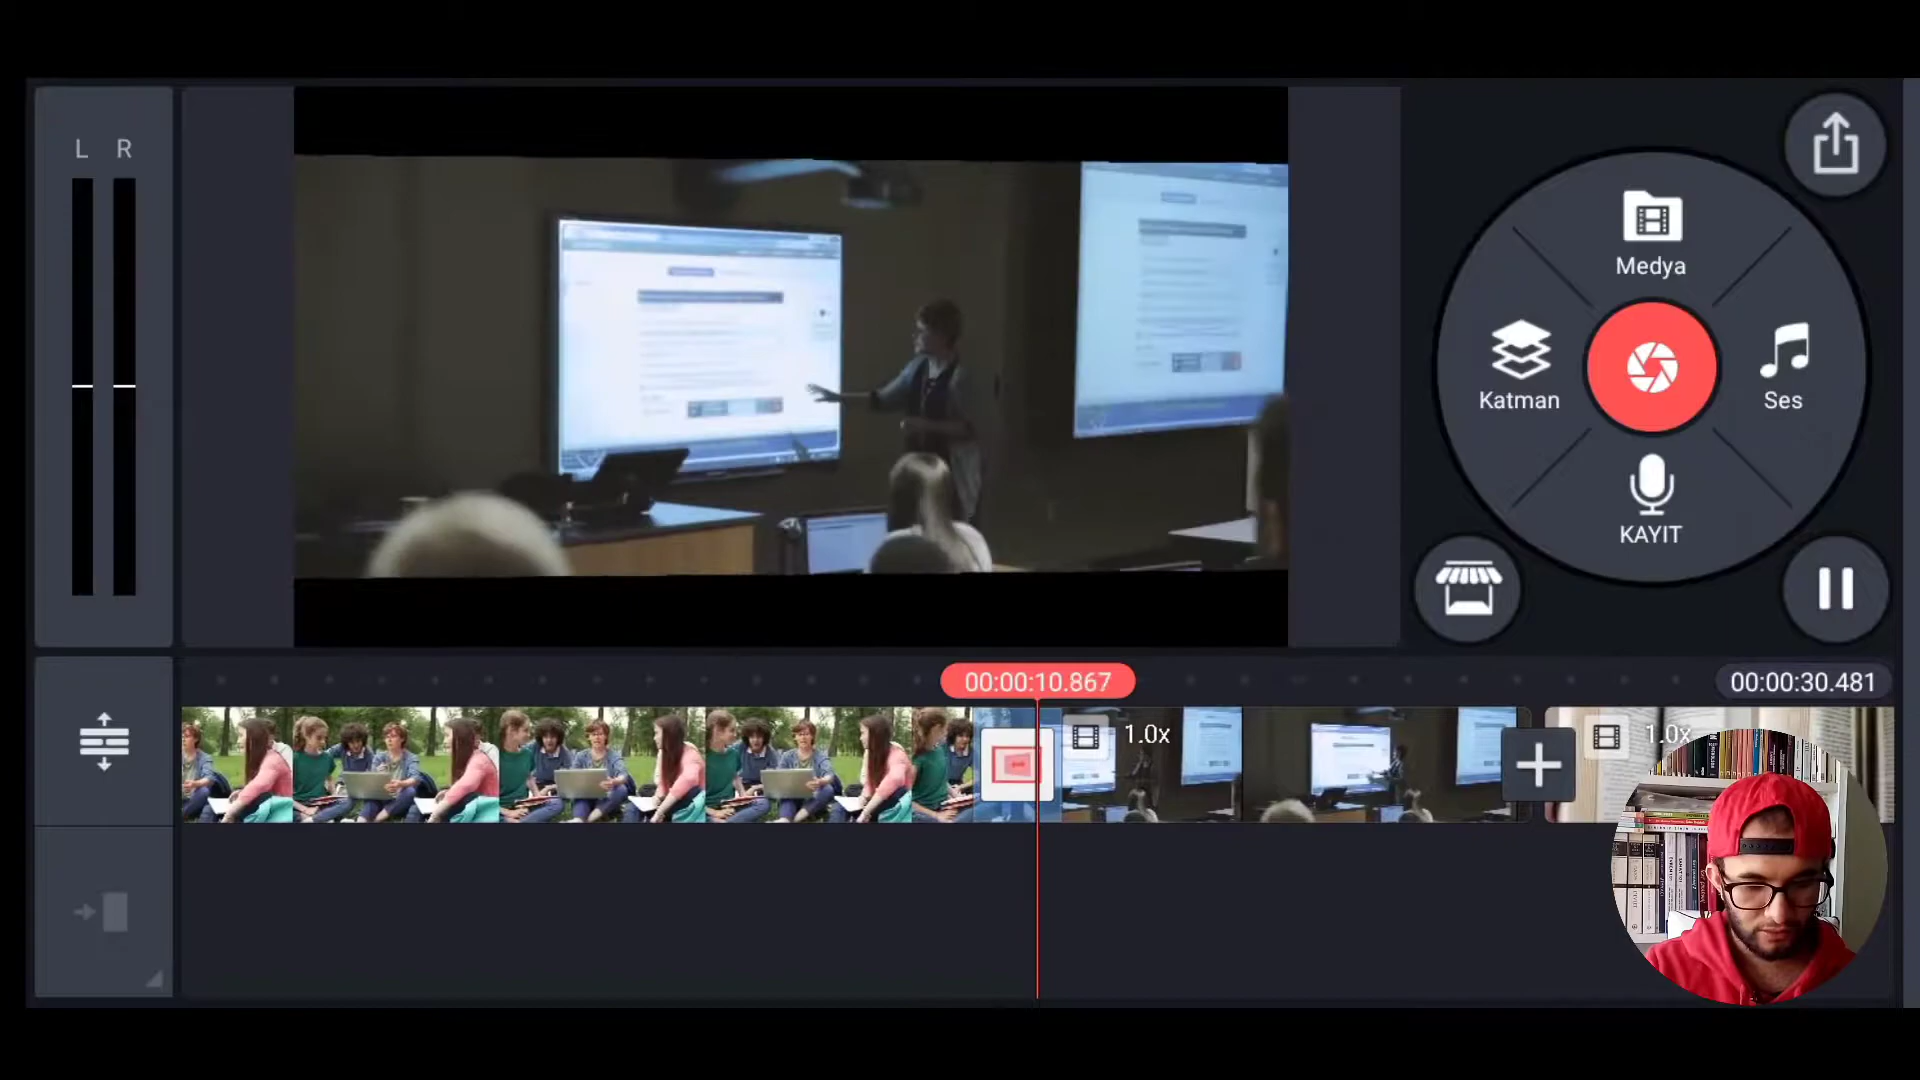 L R
Medya
Katman
Ses
KAYIT
00:00:10.867
00:00:30.481
1.0x
1.0x